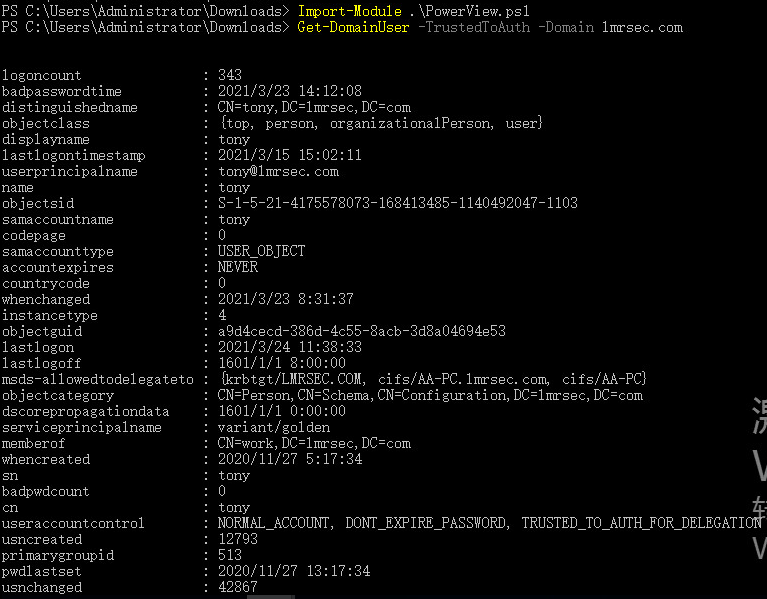 PS C:\Users\Administrator\Downloads> Import-Module .\PowerView.ps1
PS C:\Users\Administrator\Downloads> Get-DomainUser -TrustedToAuth -Domain lmrsec.com
logoncount : 343
badpasswordtime : 2021/3/23 14:12:08
distinguishedname : CN=tony,DC=lmrsec,DC=com
objectclass : {top, person, organizationalPerson, user}
displayname : tony
lastlogontimestamp : 2021/3/15 15:02:11
userprincipalname : tony@lmrsec.com
name : tony
objectsid : S-1-5-21-4175578073-168413485-1140492047-1103
samaccountname : tony
codepage : 0
samaccounttype : USER_OBJECT
accountexpires : NEVER
countrycode : 0
whenchanged : 2021/3/23 8:31:37
instancetype : 4
objectguid : a9d4cecd-386d-4c55-8acb-3d8a04694e53
lastlogon : 2021/3/24 11:38:33
lastlogoff : 1601/1/1 8:00:00
msds-allowedtodelegateto : {krbtgt/LMRSEC.COM, cifs/AA-PC.lmrsec.com, cifs/AA-PC}
objectcategory : CN=Person,CN=Schema,CN=Configuration,DC=lmrsec,DC=com
dscorepropagationdata : 1601/1/1 0:00:00
serviceprincipalname : variant/golden
memberof : CN=work,DC=lmrsec,DC=com
whencreated : 2020/11/27 5:17:34
sn : tony
badpwdcount : 0
cn : tony
useraccountcontrol : NORMAL_ACCOUNT, DONT_EXPIRE_PASSWORD, TRUSTED_TO_AUTH_FOR_DELEGATION
usncreated : 12793
primarygroupid : 513
pwdlastset : 2020/11/27 13:17:34
usnchanged : 42867